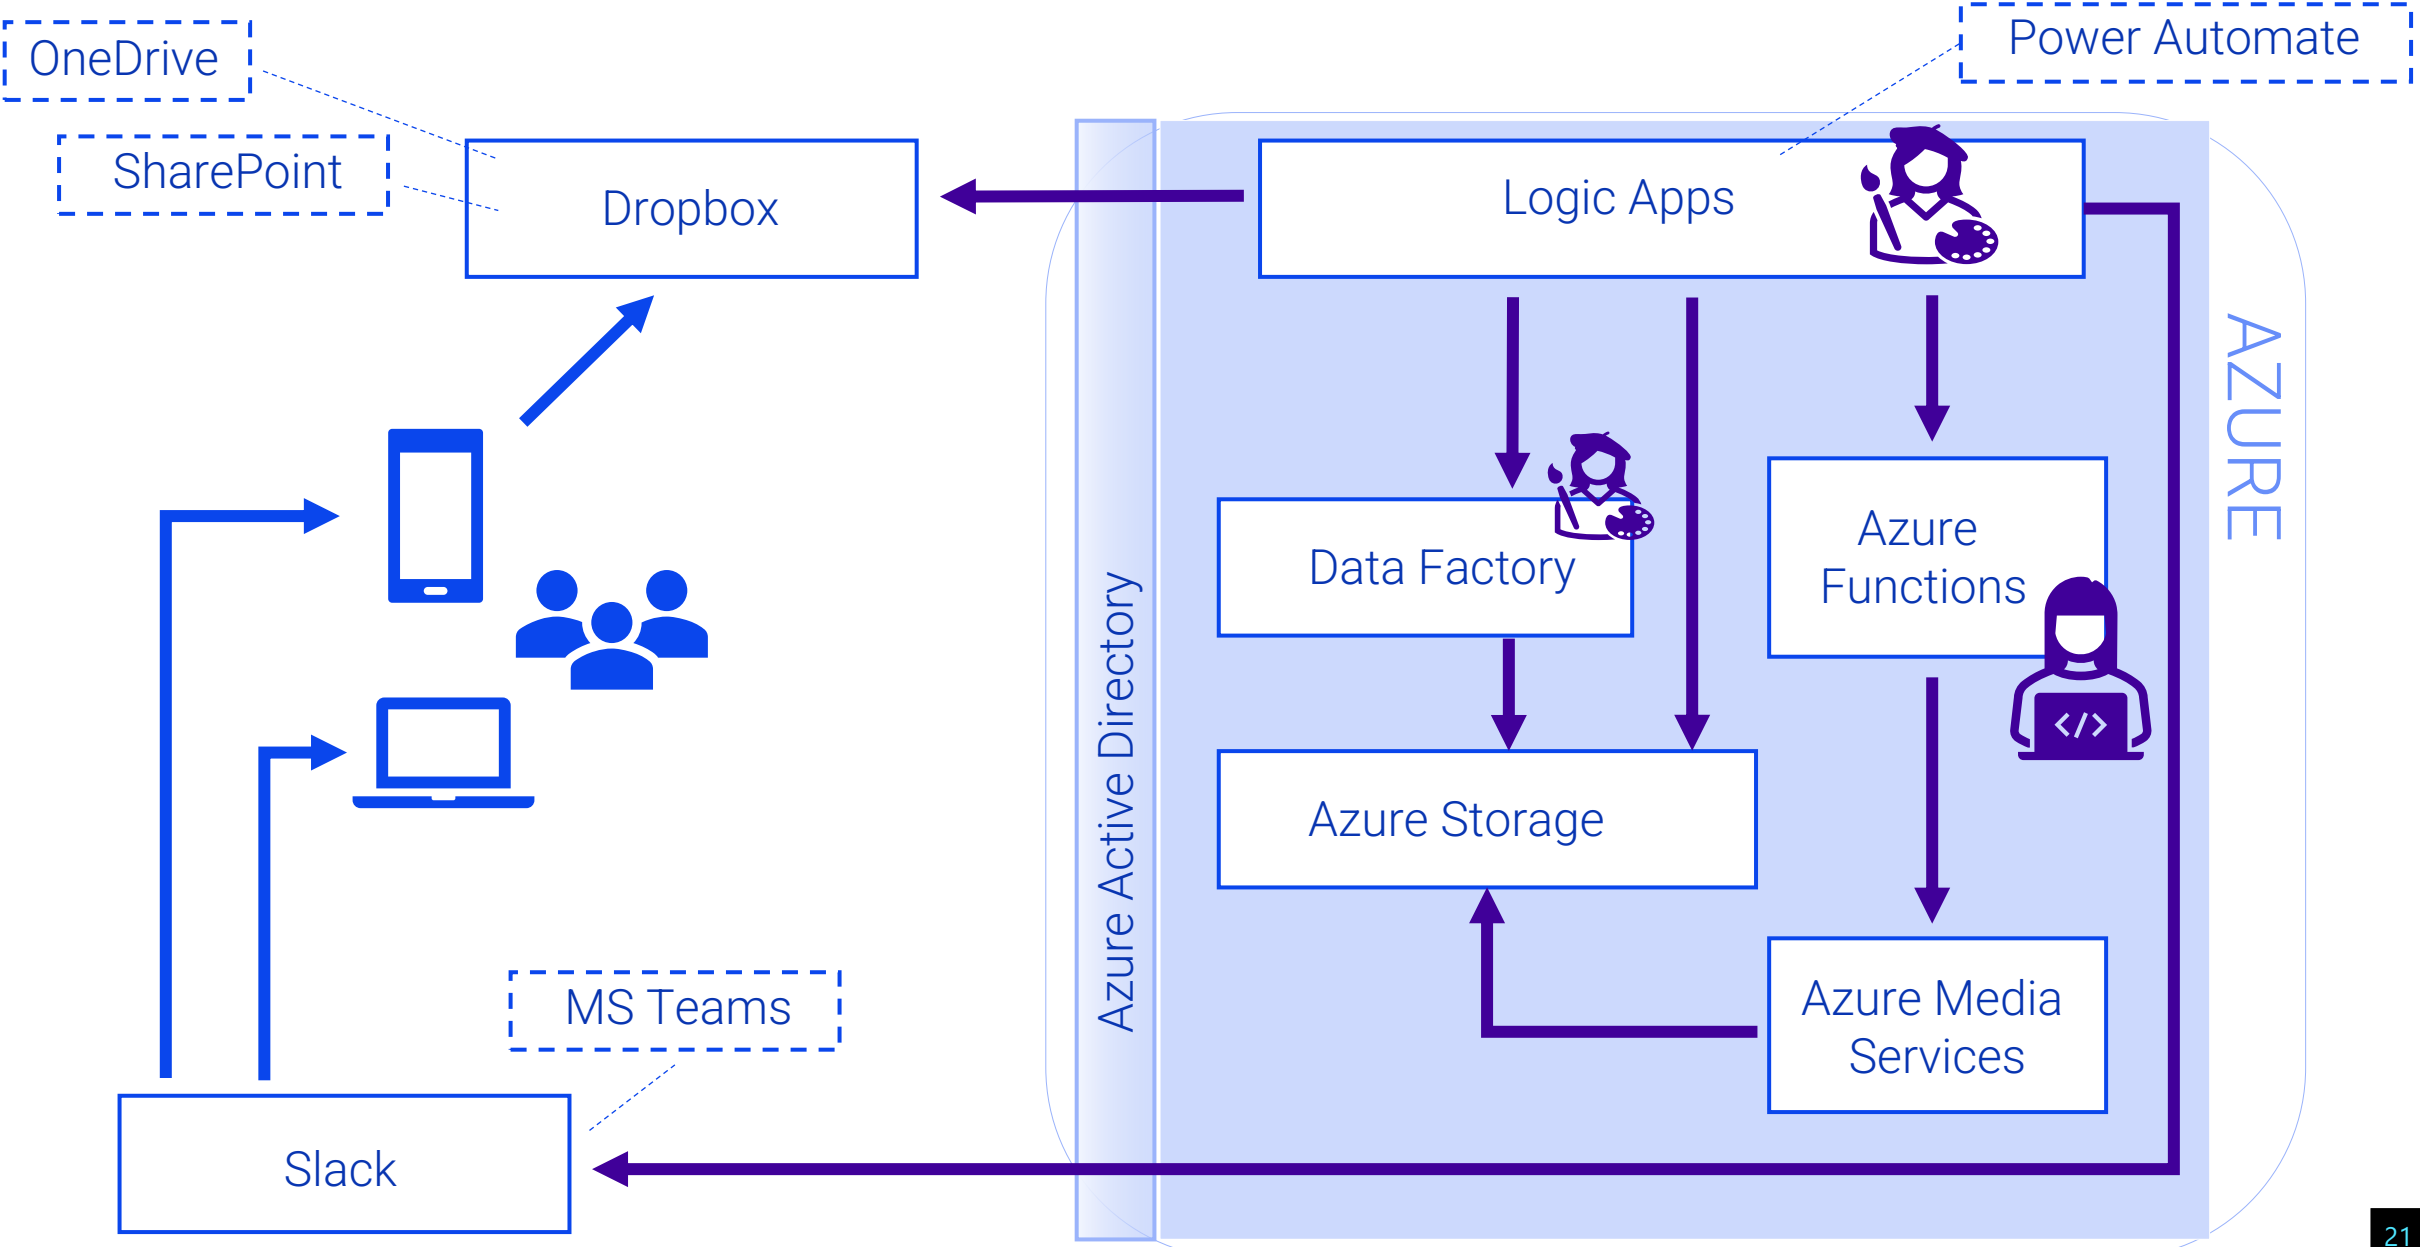 OneDrive
Power Automate
SharePoint
Dropbox
Logic Apps
AZURE
Data Factory
Azure
Functions
Azure Active Directory
Azure Storage
</>
MS Teams
Azure Media
Services
Slack
21